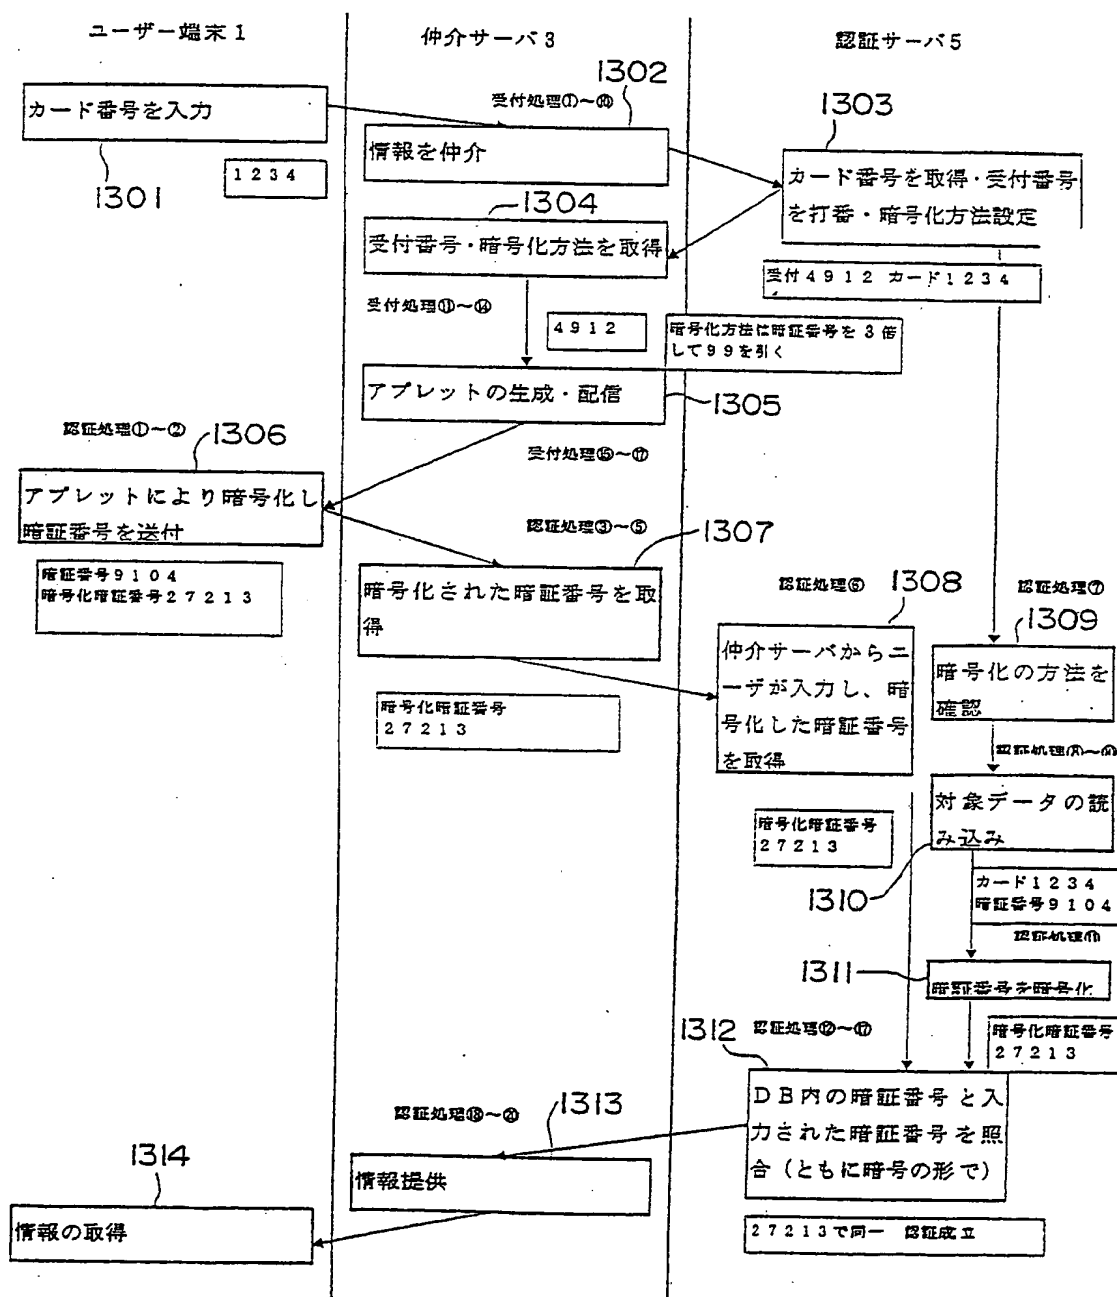 ユーザー端末1
仲介サーバ3
認証サーバ5
1302
受付処理①～⑩
1303
カード番号を入力
情報を仲介
カード番号を取得・受付番号
を打番・暗号化方法設定
1301
1234
1304
受付番号・暗号化方法を取得
受付4912 カード1234
受付処理⑪～⑭
4912
暗号化方法は暗証番号を3倍
して99を引く
アプレットの生成・配信
1305
認証処理①～②
1306
受付処理⑮～⑰
アプレットにより暗号化し
暗証番号を送付
認証処理③～⑤
1307
暗証番号9104
暗号化暗証番号27213
暗号化された暗証番号を取
得
認証処理⑥
1308
認証処理⑦
1309
仲介サーバからユ
ーザが入力し、暗
号化した暗証番号
を取得
暗号化の方法を
確認
暗号化暗証番号
27213
認証処理⑧～⑩
対象データの読
み込み
暗号化暗証番号
27213
1310
カード1234
暗証番号9104
認証処理⑪
1311
暗証番号を暗号化
1312
認証処理⑫～⑰
暗号化暗証番号
27213
DB内の暗証番号と入
力された暗証番号を照
合(ともに暗号の形で)
認証処理⑱～⑳
1313
情報提供
1314
情報の取得
27213で同一 認証成立